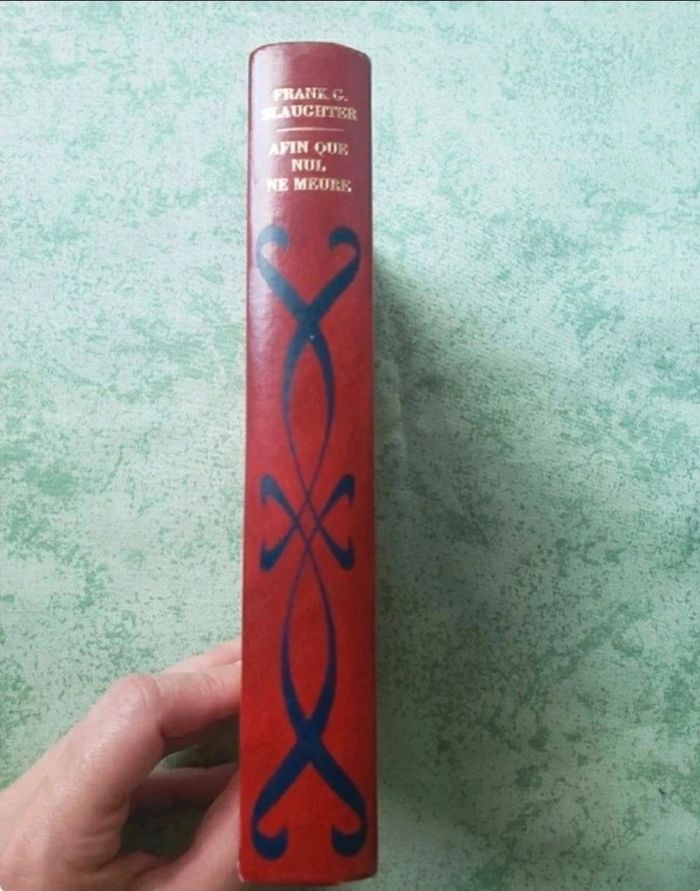 FRANK G.
SLAUGHTER
AFIN QUE
NUL
NE MEURE